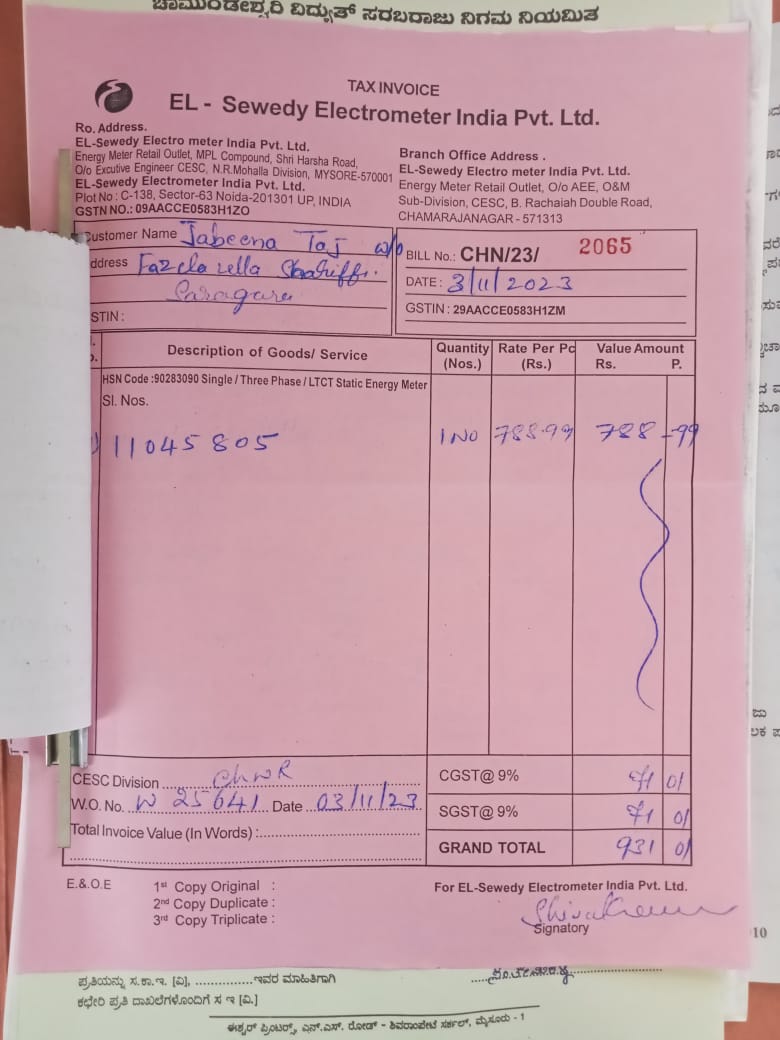 ಚಾಮುಂಡೇಶ್ವರಿ ವಿದ್ಯುತ್ ಸರಬರಾಜು ನಿಗಮ ನಿಯಮಿತ
TAX INVOICE
EL - Sewedy Electrometer India Pvt. Ltd.
Ro. Address.
EL-Sewedy Electro meter India Pvt. Ltd.
Energy Meter Retail Outlet, MPL Compound, Shri Harsha Road,
O/o Excutive Engineer CESC, N.R.Mohalla Division, MYSORE-570001
EL-Sewedy Electrometer India Pvt. Ltd.
Plot No : C-138, Sector-63 Noida-201301 UP, INDIA
GSTN NO.: 09AACCE0583H1ZO
Branch Office Address .
EL-Sewedy Electro meter India Pvt. Ltd.
Energy Meter Retail Outlet, O/o AEE, O&M
Sub-Division, CESC, B. Rachaiah Double Road,
CHAMARAJANAGAR - 571313
Customer Name Jabeena Taj w/o
ddress
STIN :
BILL No.: CHN/23/ 2065
DATE : 3/11/2023
GSTIN : 29AACCE0583H1ZM
Description of Goods/ Service Quantity (Nos.) Rate Per Pc (Rs.) Value Amount Rs. P.
HSN Code :90283090 Single / Three Phase / LTCT Static Energy Meter
Sl. Nos.
11045805 1 NO 788.99 788-99
CESC Division ChNR
W.O. No. W 25641 Date 03/11/23
Total Invoice Value (In Words) :
CGST@ 9% 71 01
SGST@ 9% 71 01
GRAND TOTAL 931 01
E.&.O.E
1st Copy Original :
2nd Copy Duplicate :
3rd Copy Triplicate :
For EL-Sewedy Electrometer India Pvt. Ltd.
Signatory
10
ಪ್ರತಿಯನ್ನು ಸ.ಕಾ.ಇ. [ವಿ], ..............ಇವರ ಮಾಹಿತಿಗಾಗಿ
ಕಛೇರಿ ಪ್ರತಿ ದಾಖಲೆಗಳೊಂದಿಗೆ ಸ ಇ [ವಿ.]
ಈಶ್ವರ್ ಪ್ರಿಂಟರ್ಸ್, ಎನ್.ಎಸ್. ರೋಡ್ - ಶಿವರಾಂಪೇಟೆ ಸರ್ಕಲ್, ಮೈಸೂರು - 1